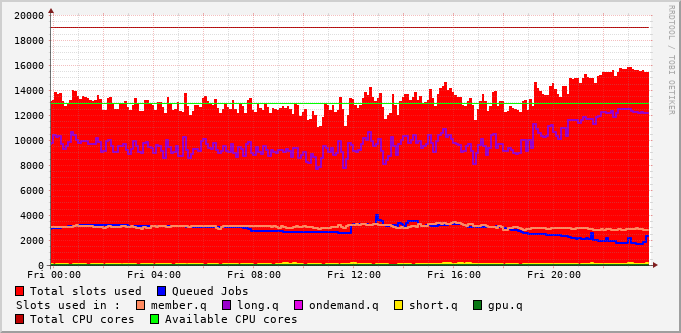 20000
18000
16000
14000
12000
10000
8000
6000
4000
2000
0
Fri 00:00 Fri 04:00 Fri 08:00 Fri 12:00 Fri 16:00 Fri 20:00
Total slots used Queued Jobs
Slots used in : member.q long.q ondemand.q short.q gpu.q
Total CPU cores Available CPU cores
RRDTOOL / TOBI OETIKER